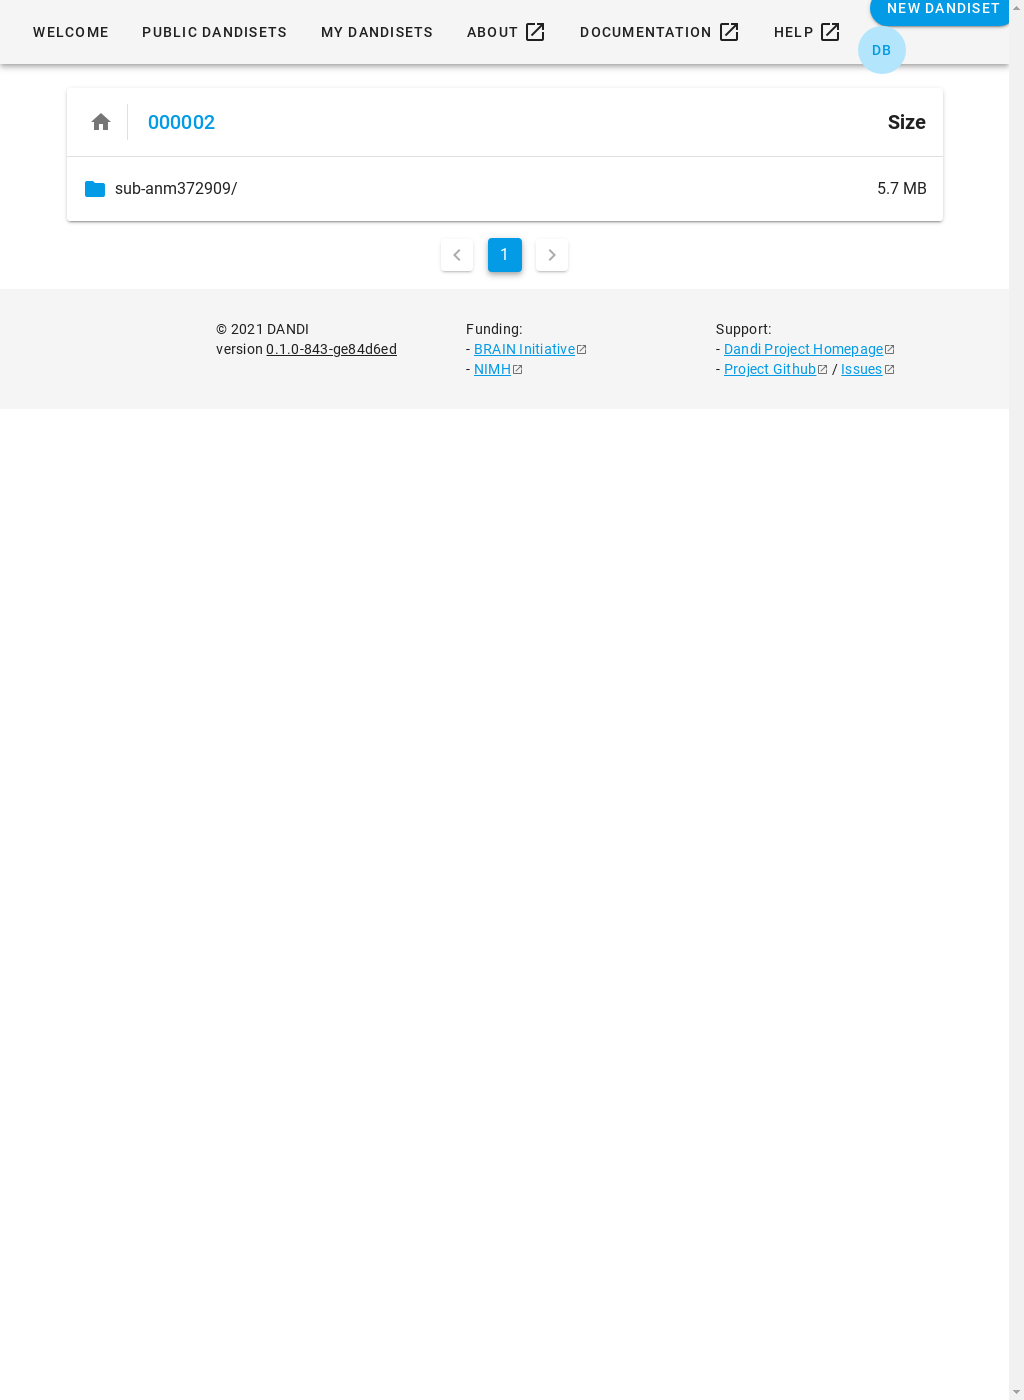 WELCOME PUBLIC DANDISETS MY DANDISETS ABOUT DOCUMENTATION HELP NEW DANDISET
DB
000002 Size
sub-anm372909/ 5.7 MB
1
© 2021 DANDI
version 0.1.0-843-ge84d6ed
Funding:
- BRAIN Initiative
- NIMH
Support:
- Dandi Project Homepage
- Project Github / Issues